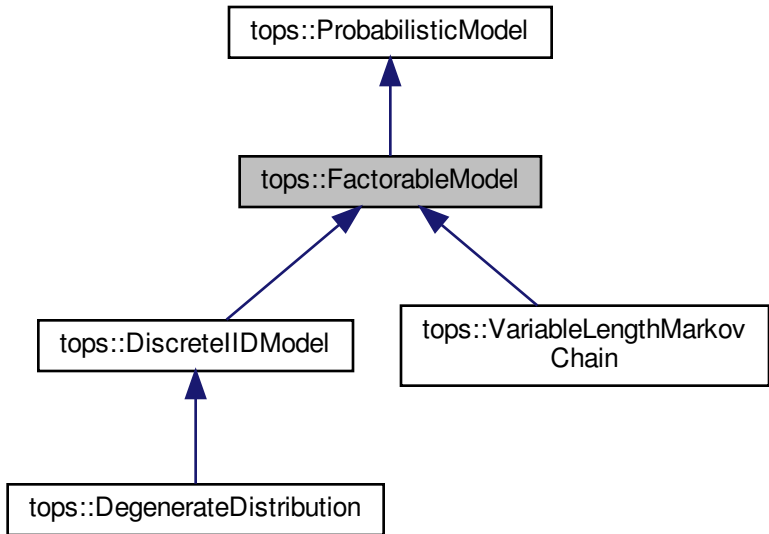 tops::ProbabilisticModel
tops::FactorableModel
tops::DiscreteIIDModel
tops::VariableLengthMarkov
Chain
tops::DegenerateDistribution